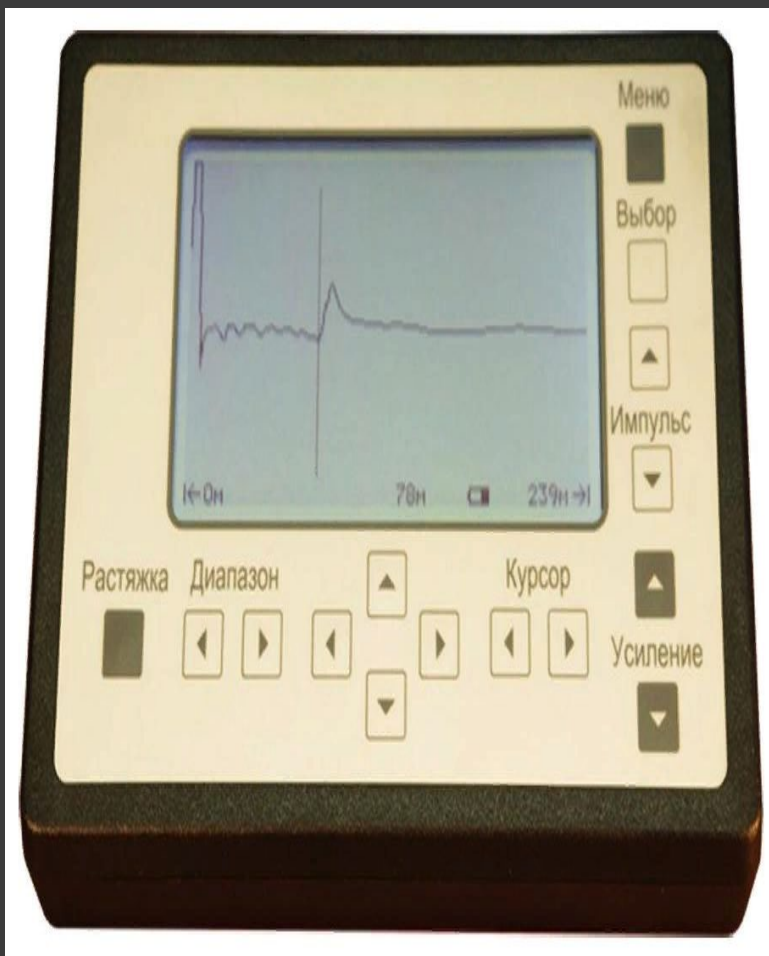 Меню
Выбор
Импульс
|←0м 78м 239м→|
Растяжка Диапазон Курсор
Усиление